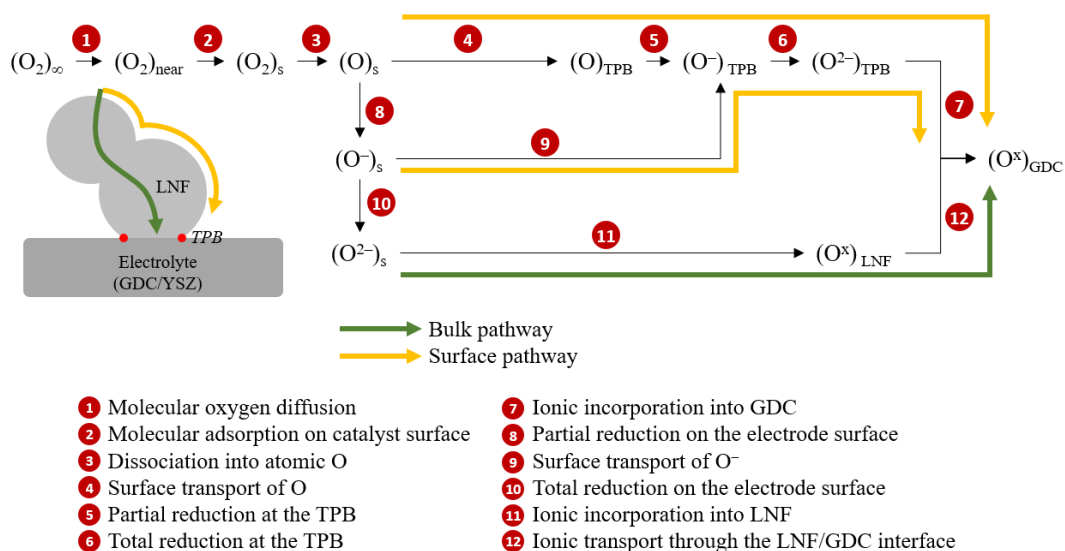 1 2 3 4 5 6
(O₂)∞ (O₂)near (O₂)s (O)s (O)TPB (O⁻) TPB (O²⁻)TPB
8 7
9
(O⁻)s (Oˣ)GDC
LNF
10 12
TPB 11
(O²⁻)s (Oˣ) LNF
Electrolyte
(GDC/YSZ)
Bulk pathway
Surface pathway
1 Molecular oxygen diffusion
2 Molecular adsorption on catalyst surface
3 Dissociation into atomic O
4 Surface transport of O
5 Partial reduction at the TPB
6 Total reduction at the TPB
7 Ionic incorporation into GDC
8 Partial reduction on the electrode surface
9 Surface transport of O⁻
10 Total reduction on the electrode surface
11 Ionic incorporation into LNF
12 Ionic transport through the LNF/GDC interface